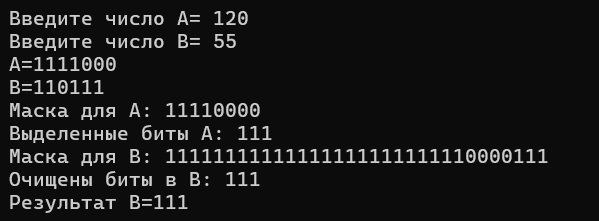 Введите число A= 120
Введите число B= 55
A=1111000
B=110111
Маска для A: 11110000
Выделенные биты A: 111
Маска для B: 11111111111111111111111110000111
Очищены биты в B: 111
Результат B=111